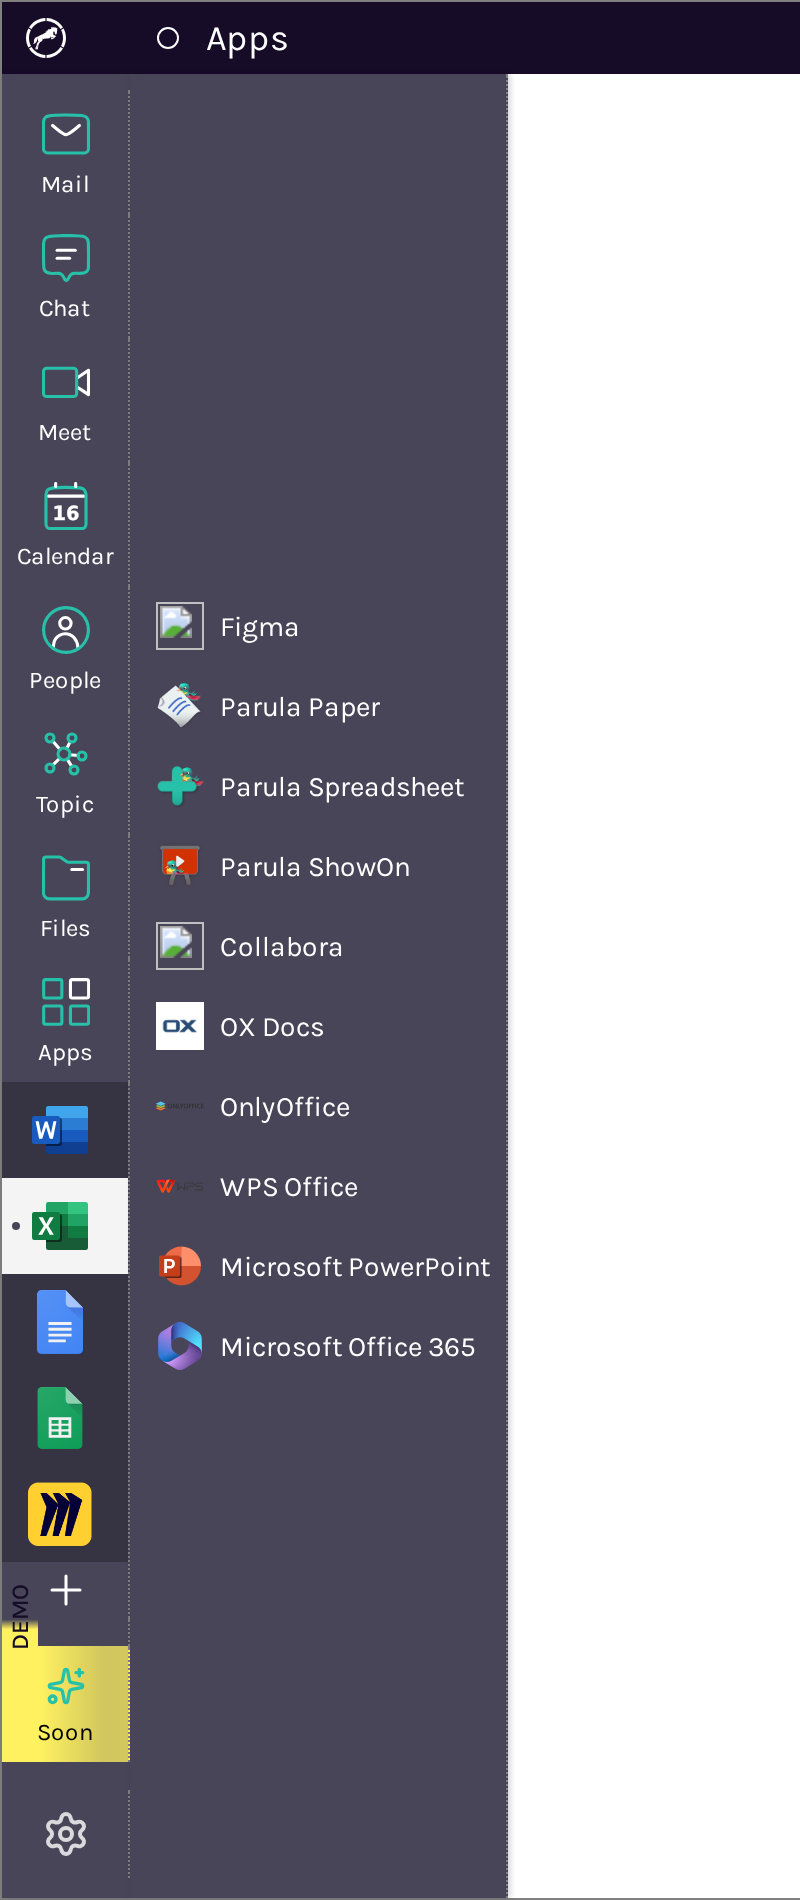 Apps
Mail
Chat
Meet
16
Calendar
People
Topic
Files
Apps
W
X
DEMO
Soon
Figma
Parula Paper
Parula Spreadsheet
Parula ShowOn
Collabora
OX
OX Docs
OnlyOffice
WPS
WPS Office
P
Microsoft PowerPoint
Microsoft Office 365